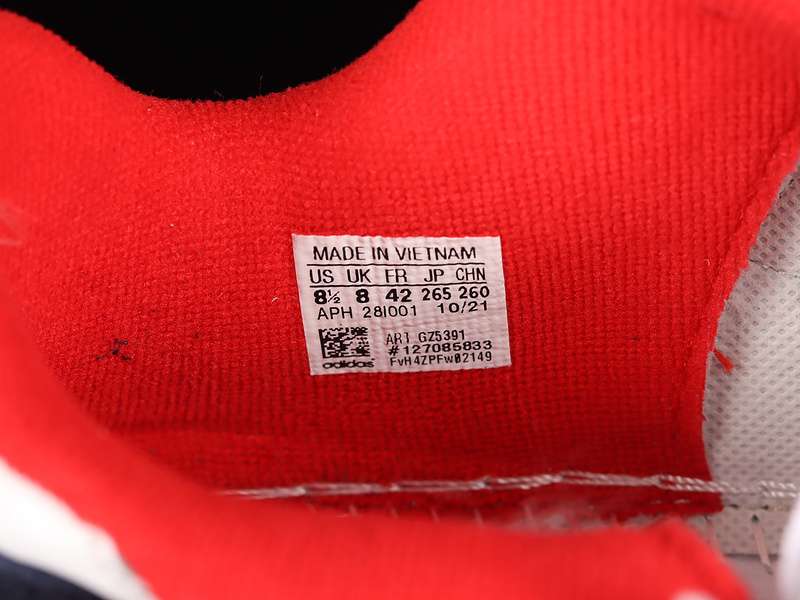 MADE IN VIETNAM
US UK FR JP CHN
8½ 8 42 265 260
APH 28I001 10/21
ART GZ5391
#127085833
FvH4ZPFw02149
adidas